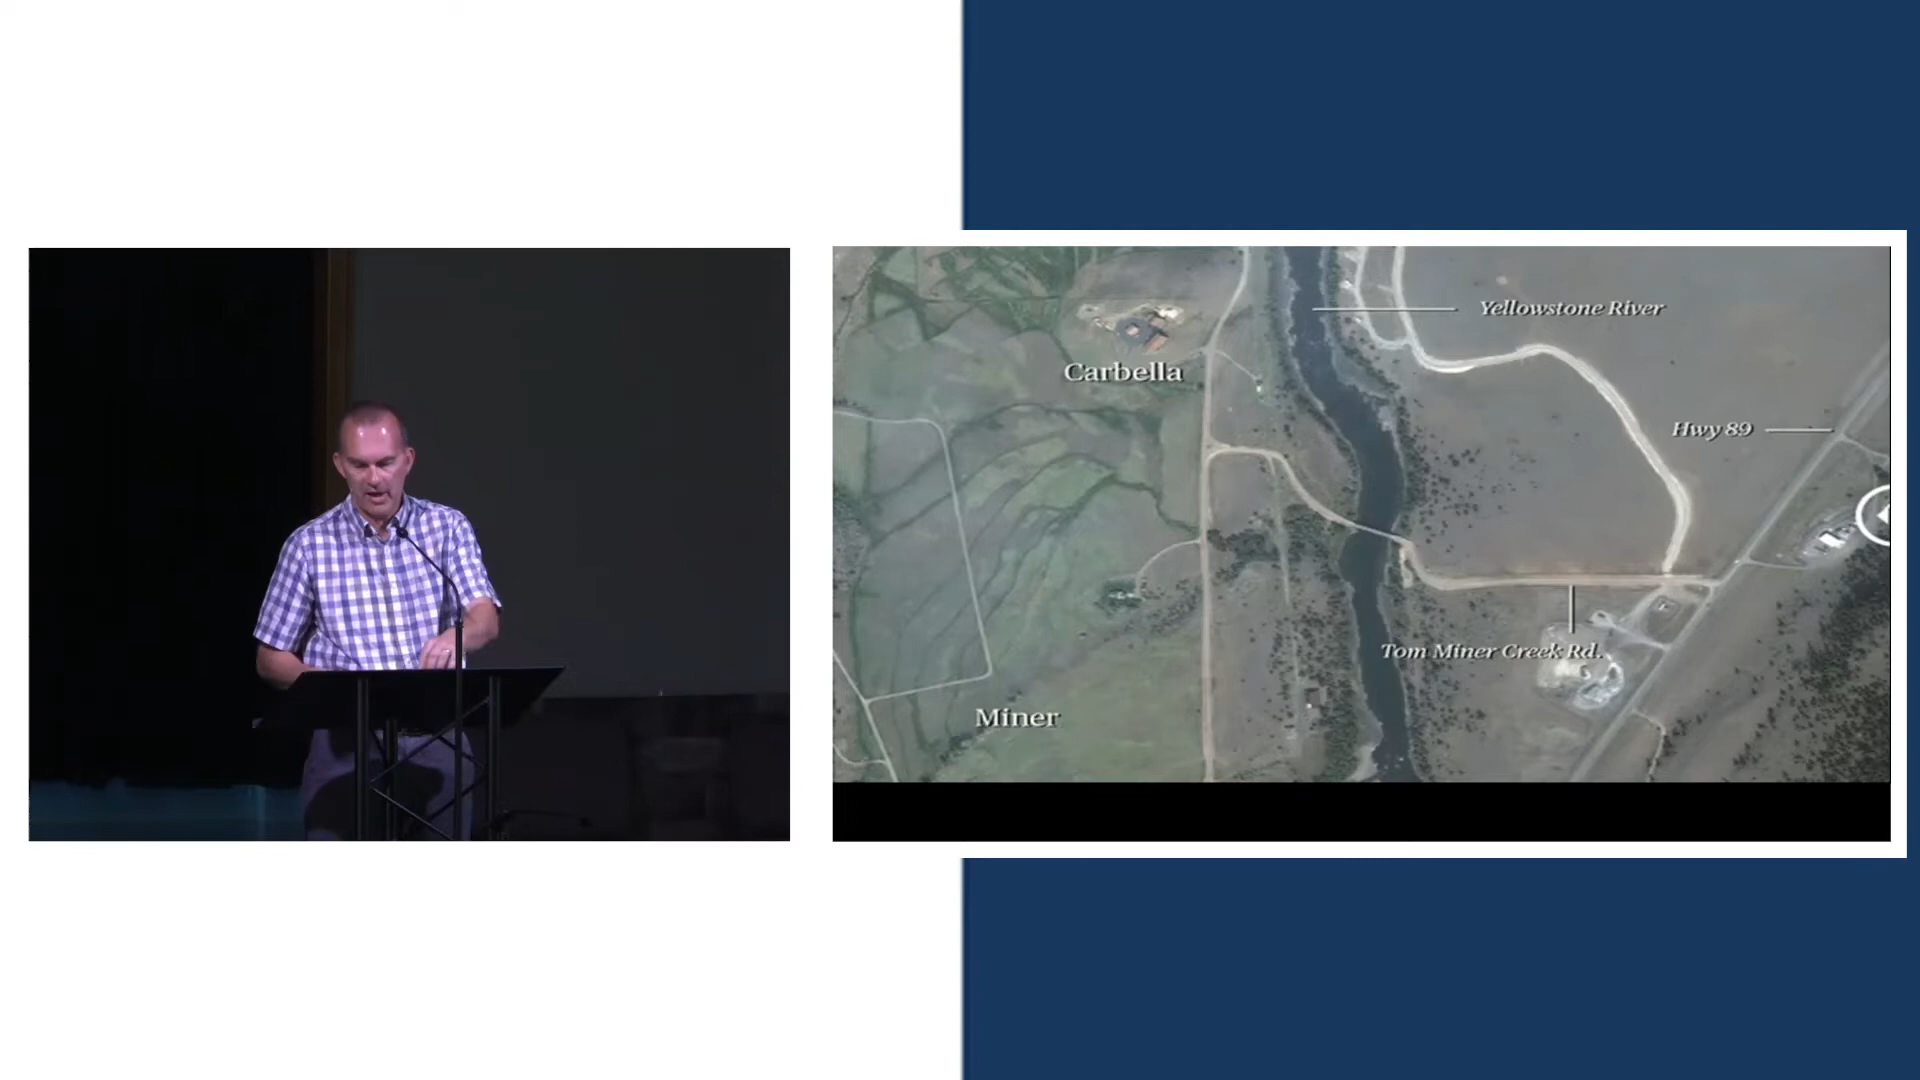 Yellowstone River
Carbella
Hwy 89
Tom Miner Creek Rd.
Miner